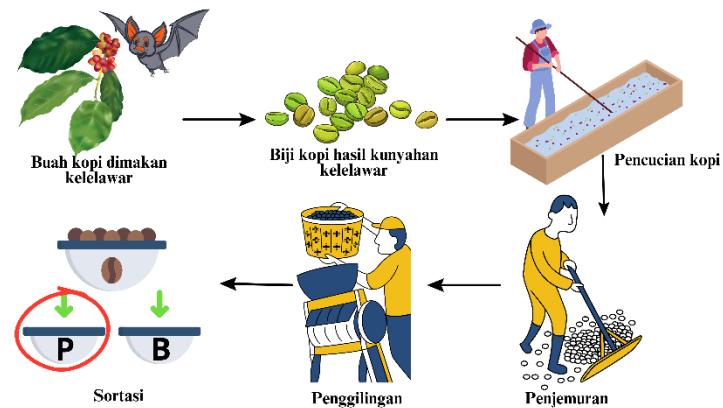 Buah kopi dimakan
kelelawar
Biji kopi hasil kunyahan
kelelawar
Pencucian kopi
P
B
Sortasi
Penggilingan
Penjemuran